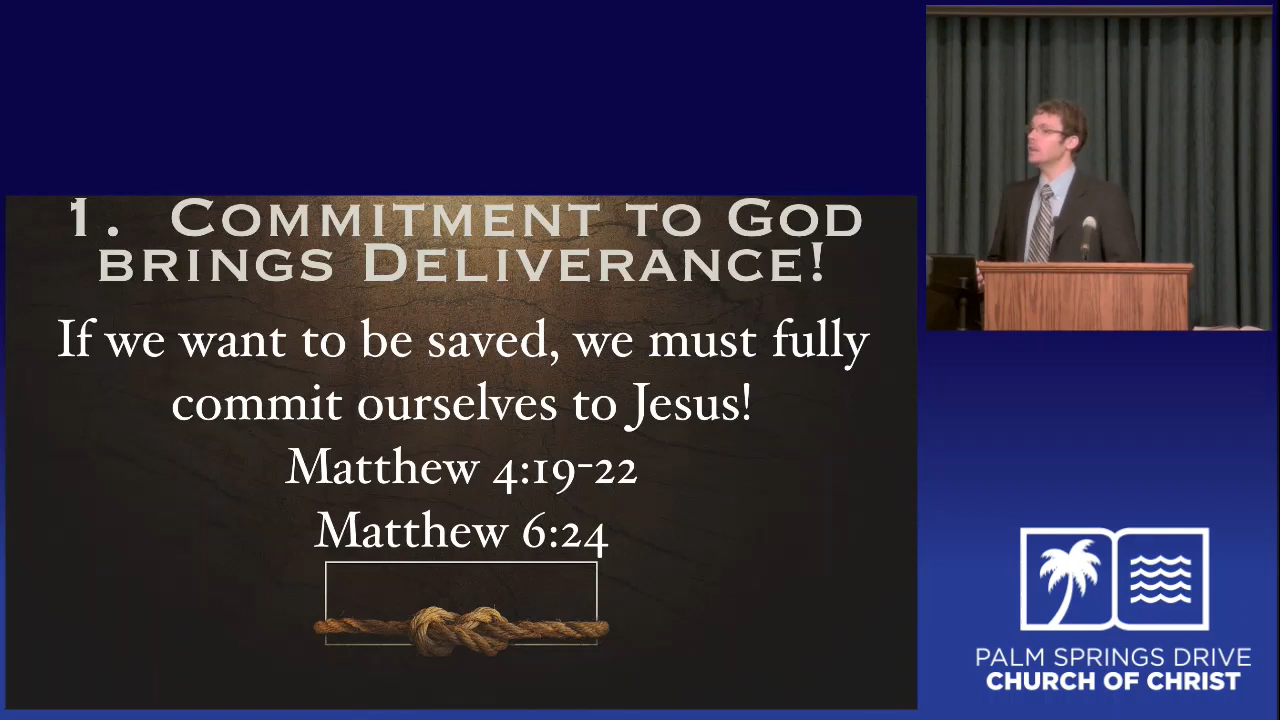 1. Commitment to God
brings Deliverance!
If we want to be saved, we must fully
commit ourselves to Jesus!
Matthew 4:19-22
Matthew 6:24
PALM SPRINGS DRIVE
CHURCH OF CHRIST